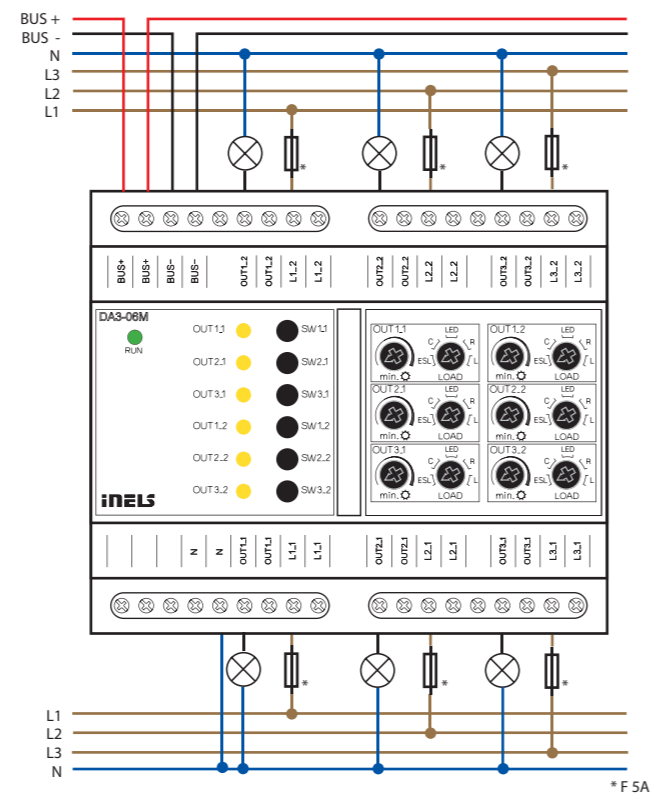 BUS +
BUS -
N
L3
L2
L1
* * *
BUS+ BUS+ BUS- BUS- OUT1_2 OUT1_2 L1_2 L1_2 OUT2_2 OUT2_2 L2_2 L2_2 OUT3_2 OUT3_2 L3_2 L3_2
DA3-06M
RUN
OUT1_1 SW1_1
OUT2_1 SW2_1
OUT3_1 SW3_1
OUT1_2 SW1_2
OUT2_2 SW2_2
OUT3_2 SW3_2
iNELS
OUT1_1 LED OUT1_2 LED
C R C R
ESL L ESL L
min. LOAD min. LOAD
OUT2_1 LED OUT2_2 LED
C R C R
ESL L ESL L
min. LOAD min. LOAD
OUT3_1 LED OUT3_2 LED
C R C R
ESL L ESL L
min. LOAD min. LOAD
N N OUT1_1 OUT1_1 L1_1 L1_1 OUT2_1 OUT2_1 L2_1 L2_1 OUT3_1 OUT3_1 L3_1 L3_1
* * *
L1
L2
L3
N
* F 5A